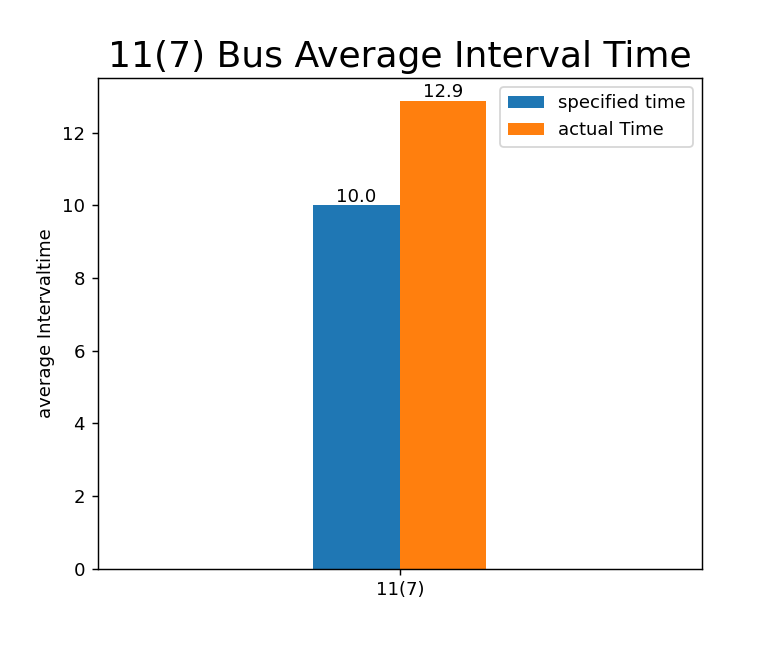 11(7) Bus Average Interval Time
12.9
specified time
actual Time
12
10.0
10
8
average Intervaltime
6
4
2
0
11(7)